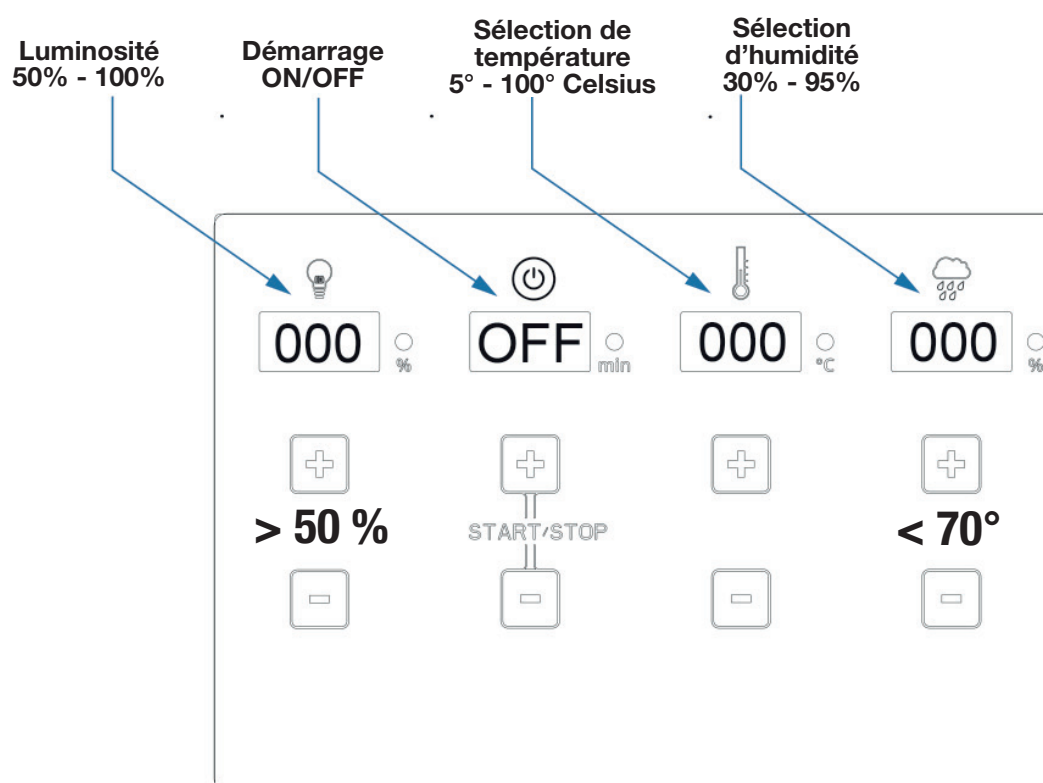 Luminosité
50% - 100%
Démarrage
ON/OFF
Sélection de
température
5° - 100° Celsius
Sélection
d’humidité
30% - 95%
000
%
OFF
min
000
°C
000
%
> 50 %
START/STOP
< 70°